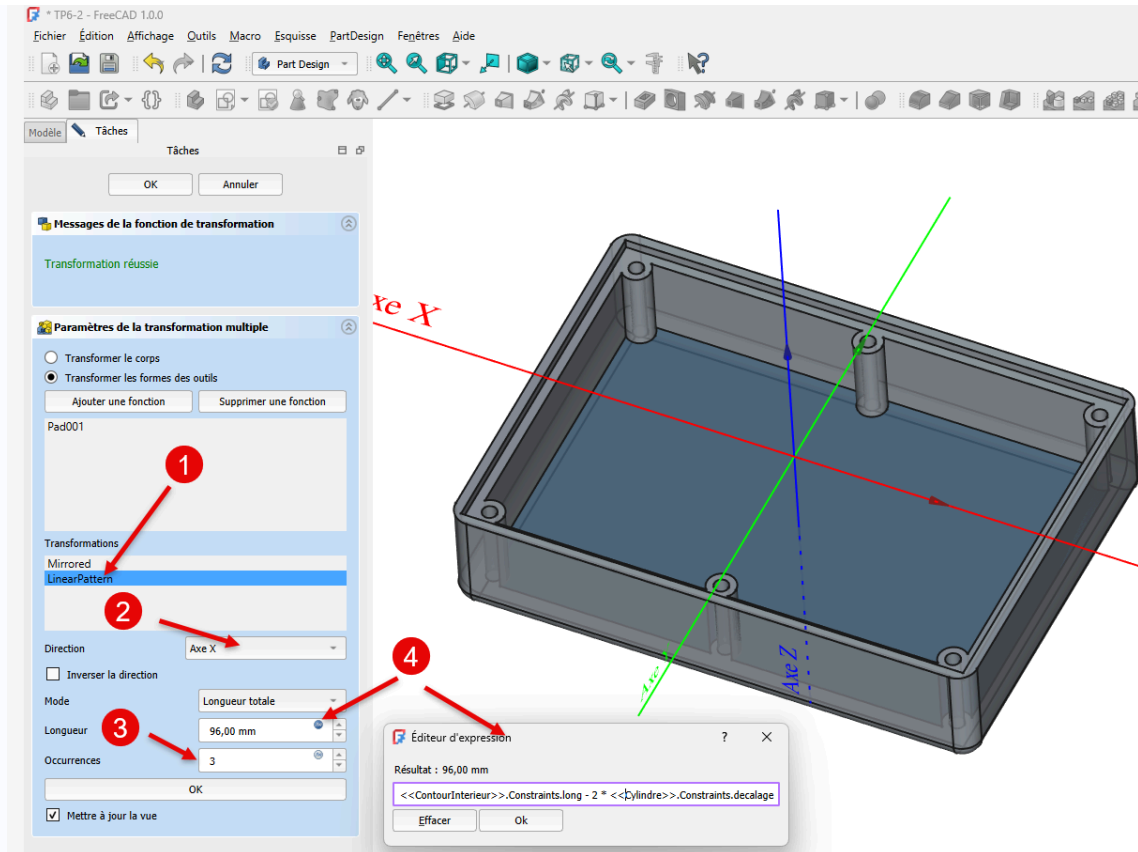 * TP6-2 - FreeCAD 1.0.0
Fichier Édition Affichage Outils Macro Esquisse PartDesign Fenêtres Aide
Part Design
Modèle Tâches
Tâches
OK Annuler
Messages de la fonction de transformation
Transformation réussie
Axe X
Paramètres de la transformation multiple
Transformer le corps
Transformer les formes des outils
Ajouter une fonction Supprimer une fonction
Pad001
1
Transformations
Mirrored
LinearPattern
2
Direction Axe X
4
Axe Z
Inverser la direction
Mode Longueur totale
3
Longueur 96,00 mm
Occurrences 3
OK
Mettre à jour la vue
Éditeur d'expression ? ×
Résultat : 96,00 mm
<<ContourInterieur>>.Constraints.long - 2 * <<Cylindre>>.Constraints.decalage
Effacer Ok